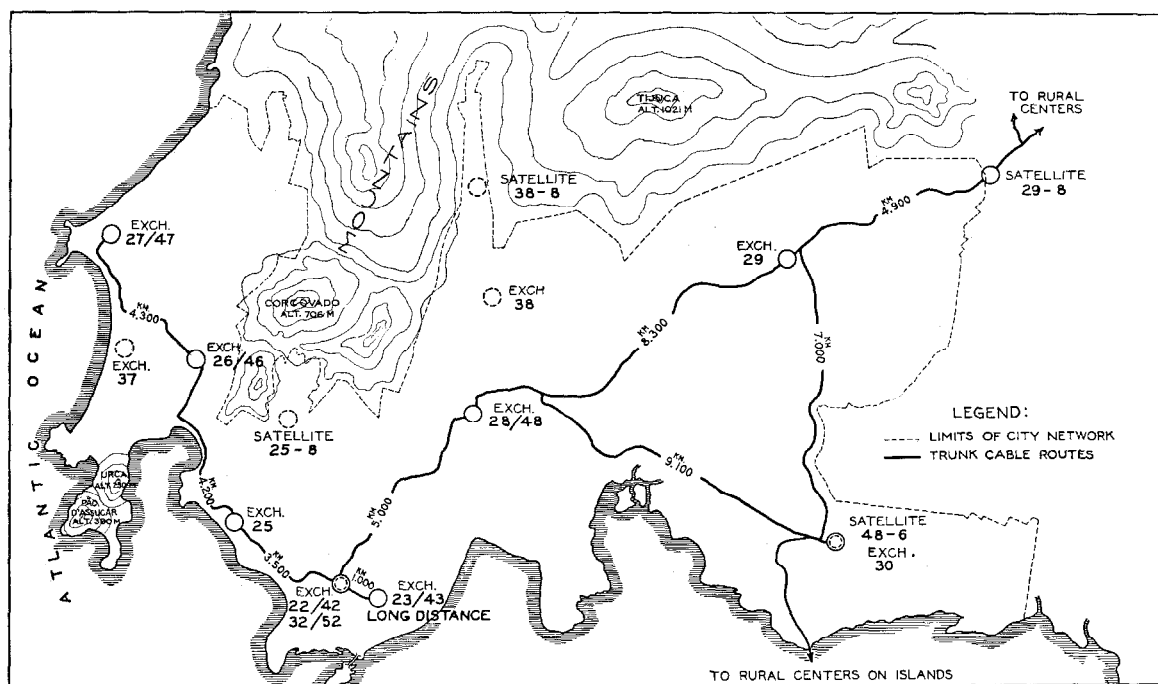 MOUNTAINS
TIJUCA
ALT. 1021 M
TO RURAL
CENTERS
SATELLITE
38-8
SATELLITE
29-8
KM
4.900
EXCH.
27/47
EXCH.
29
CORCOVADO
ALT. 706 M
EXCH
38
KM
4.300
KM
8.300
KM
7.000
ATLANTIC OCEAN
EXCH.
37
EXCH.
26/46
SATELLITE
25-8
EXCH.
28/48
LEGEND:
LIMITS OF CITY NETWORK
TRUNK CABLE ROUTES
URCA
ALT. 230 M
PÃO
D'ASSUCAR
ALT. 390 M
KM
4.200
KM
5.000
KM
9.100
EXCH.
25
SATELLITE
48-6
EXCH.
30
KM
3.500
KM
1.000
EXCH
22/42
32/52
EXCH.
23/43
LONG DISTANCE
TO RURAL CENTERS ON ISLANDS